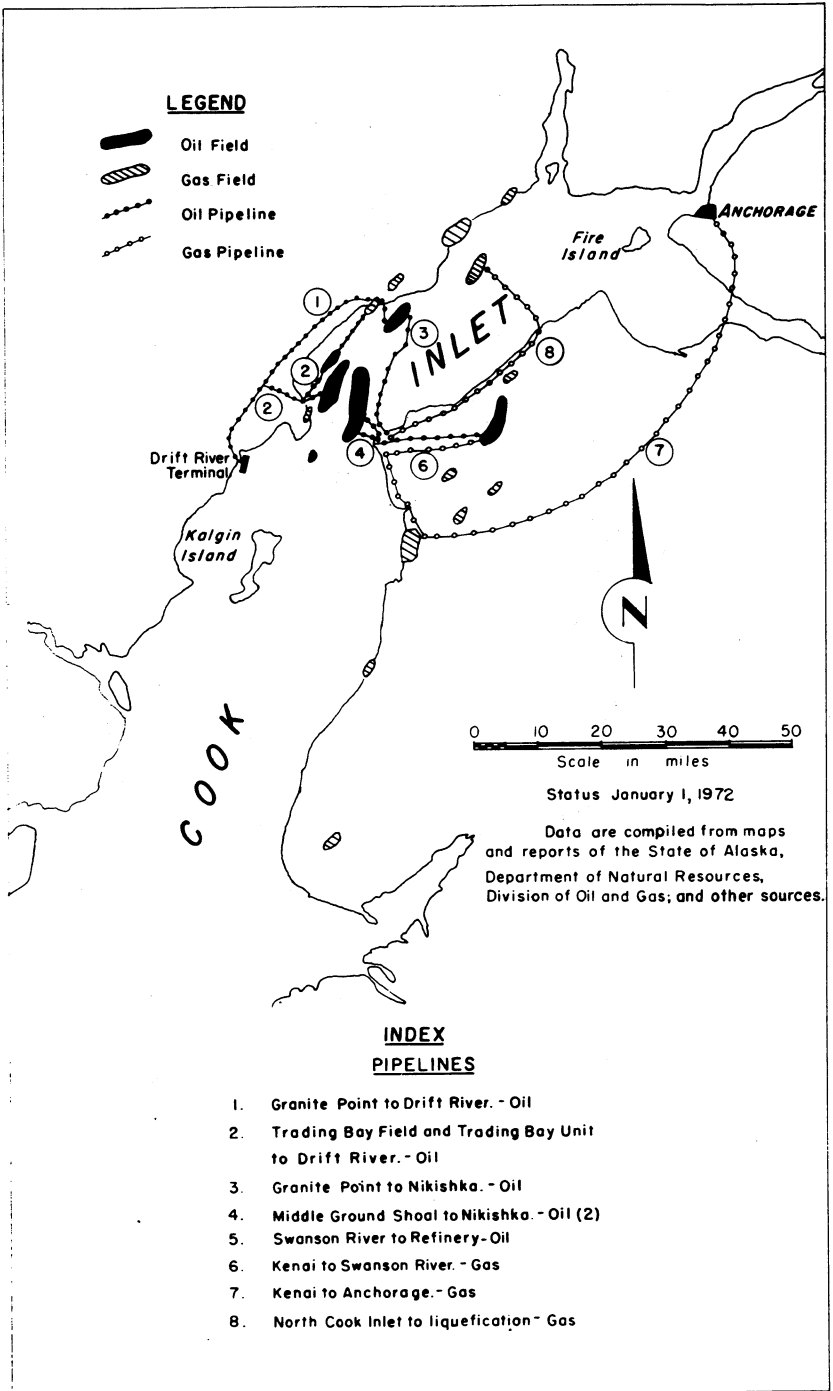 LEGEND
Oil Field
Gas Field
Oil Pipeline
Gas Pipeline
ANCHORAGE
Fire
Island
1
3
INLET
8
2
2
4
6
7
Drift River
Terminal
Kalgin
Island
N
COOK
0 10 20 30 40 50
Scale in miles
Status January 1, 1972
Data are compiled from maps
and reports of the State of Alaska,
Department of Natural Resources,
Division of Oil and Gas; and other sources.
INDEX
PIPELINES
1. Granite Point to Drift River. - Oil
2. Trading Bay Field and Trading Bay Unit
to Drift River. - Oil
3. Granite Point to Nikishka. - Oil
4. Middle Ground Shoal to Nikishka. - Oil (2)
5. Swanson River to Refinery - Oil
6. Kenai to Swanson River. - Gas
7. Kenai to Anchorage. - Gas
8. North Cook Inlet to liquefication - Gas